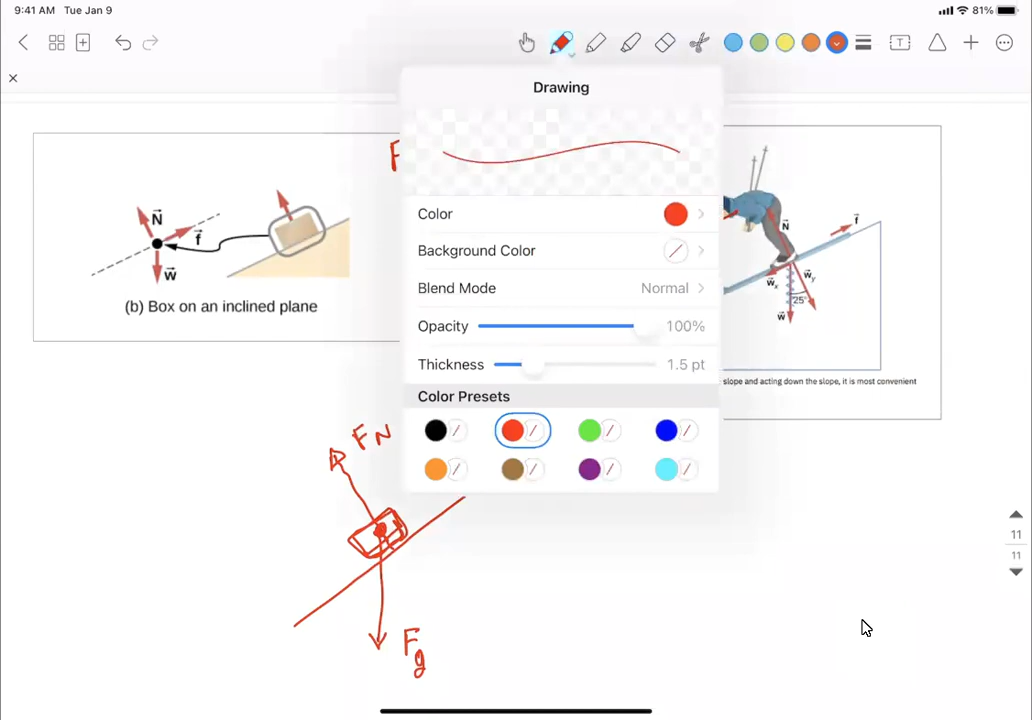 9:41 AM Tue Jan 9
81%
T
Drawing
F
N
f
w
(b) Box on an inclined plane
Color
Background Color
Blend Mode Normal
Opacity 100%
Thickness 1.5 pt
Color Presets
N
f
wx
wy
25°
w
slope and acting down the slope, it is most convenient
FN
Fg
11
11